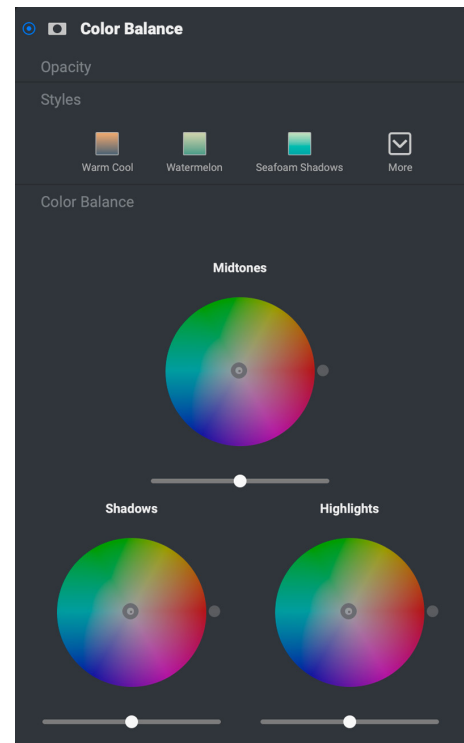 Color Balance
Opacity
Styles
Warm Cool Watermelon Seafoam Shadows More
Color Balance
Midtones
Shadows Highlights